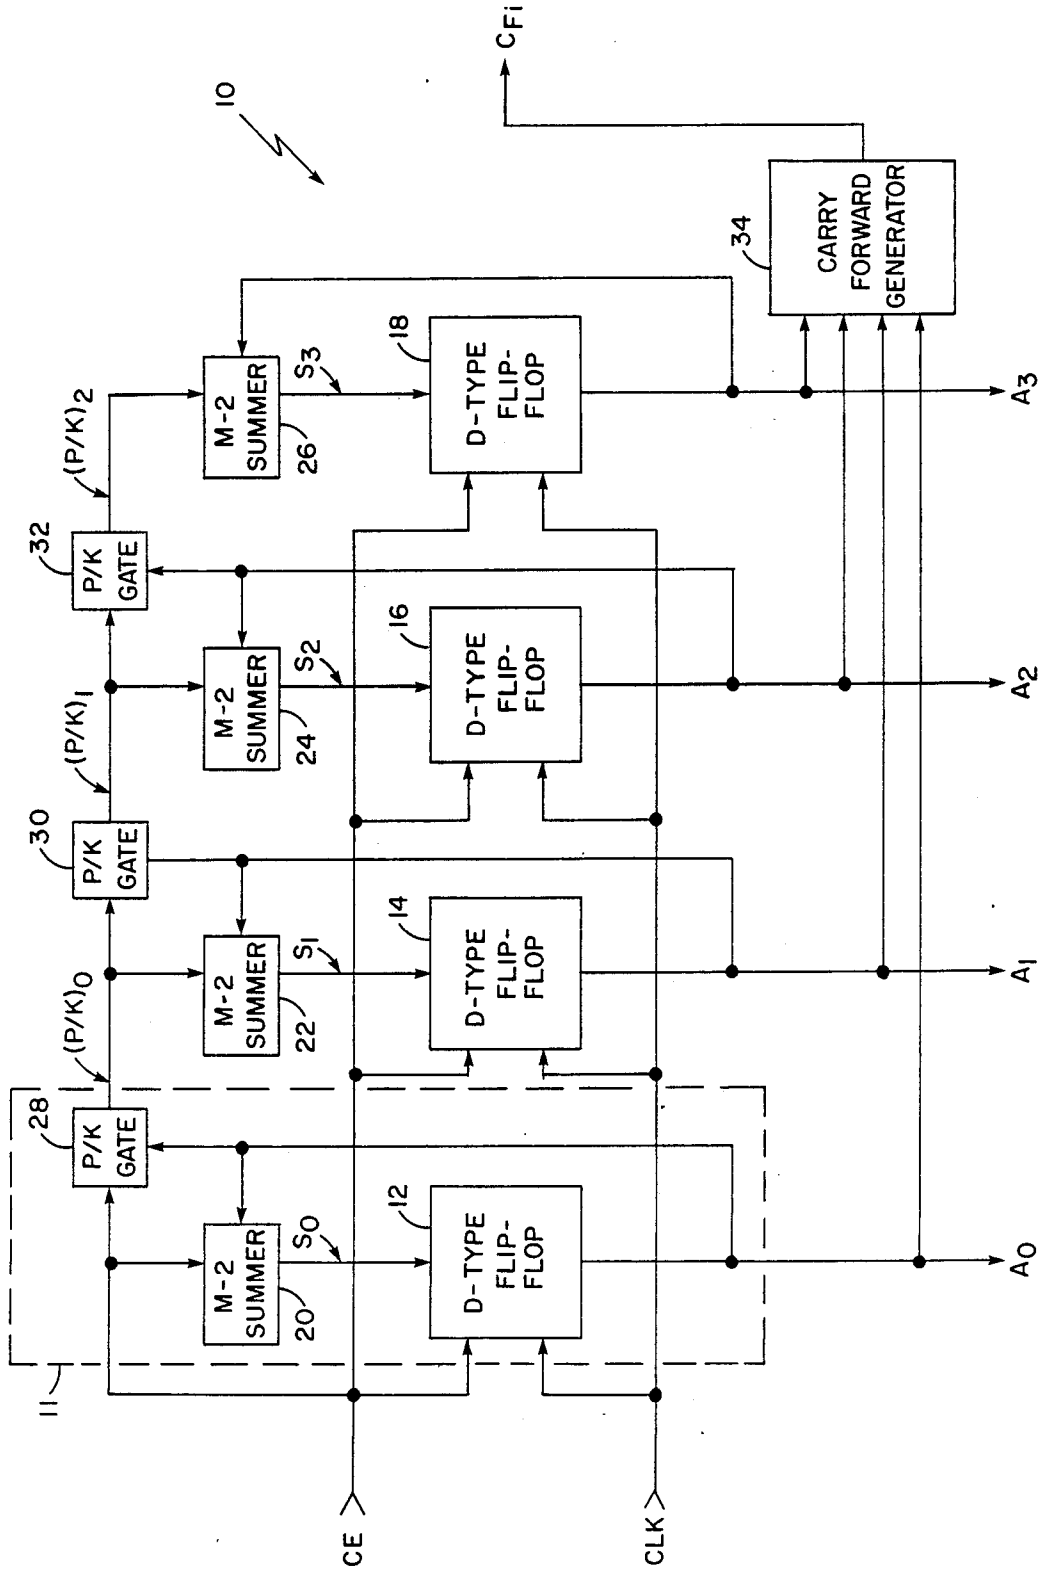 10
CFi
28
P/K
GATE
(P/K)0
30
P/K
GATE
(P/K)1
32
P/K
GATE
(P/K)2
11
M-2
SUMMER
20
M-2
SUMMER
22
M-2
SUMMER
24
M-2
SUMMER
26
S0
S1
S2
S3
CE
12
D-TYPE
FLIP-
FLOP
14
D-TYPE
FLIP-
FLOP
16
D-TYPE
FLIP-
FLOP
18
D-TYPE
FLIP-
FLOP
CLK
34
CARRY
FORWARD
GENERATOR
A0
A1
A2
A3